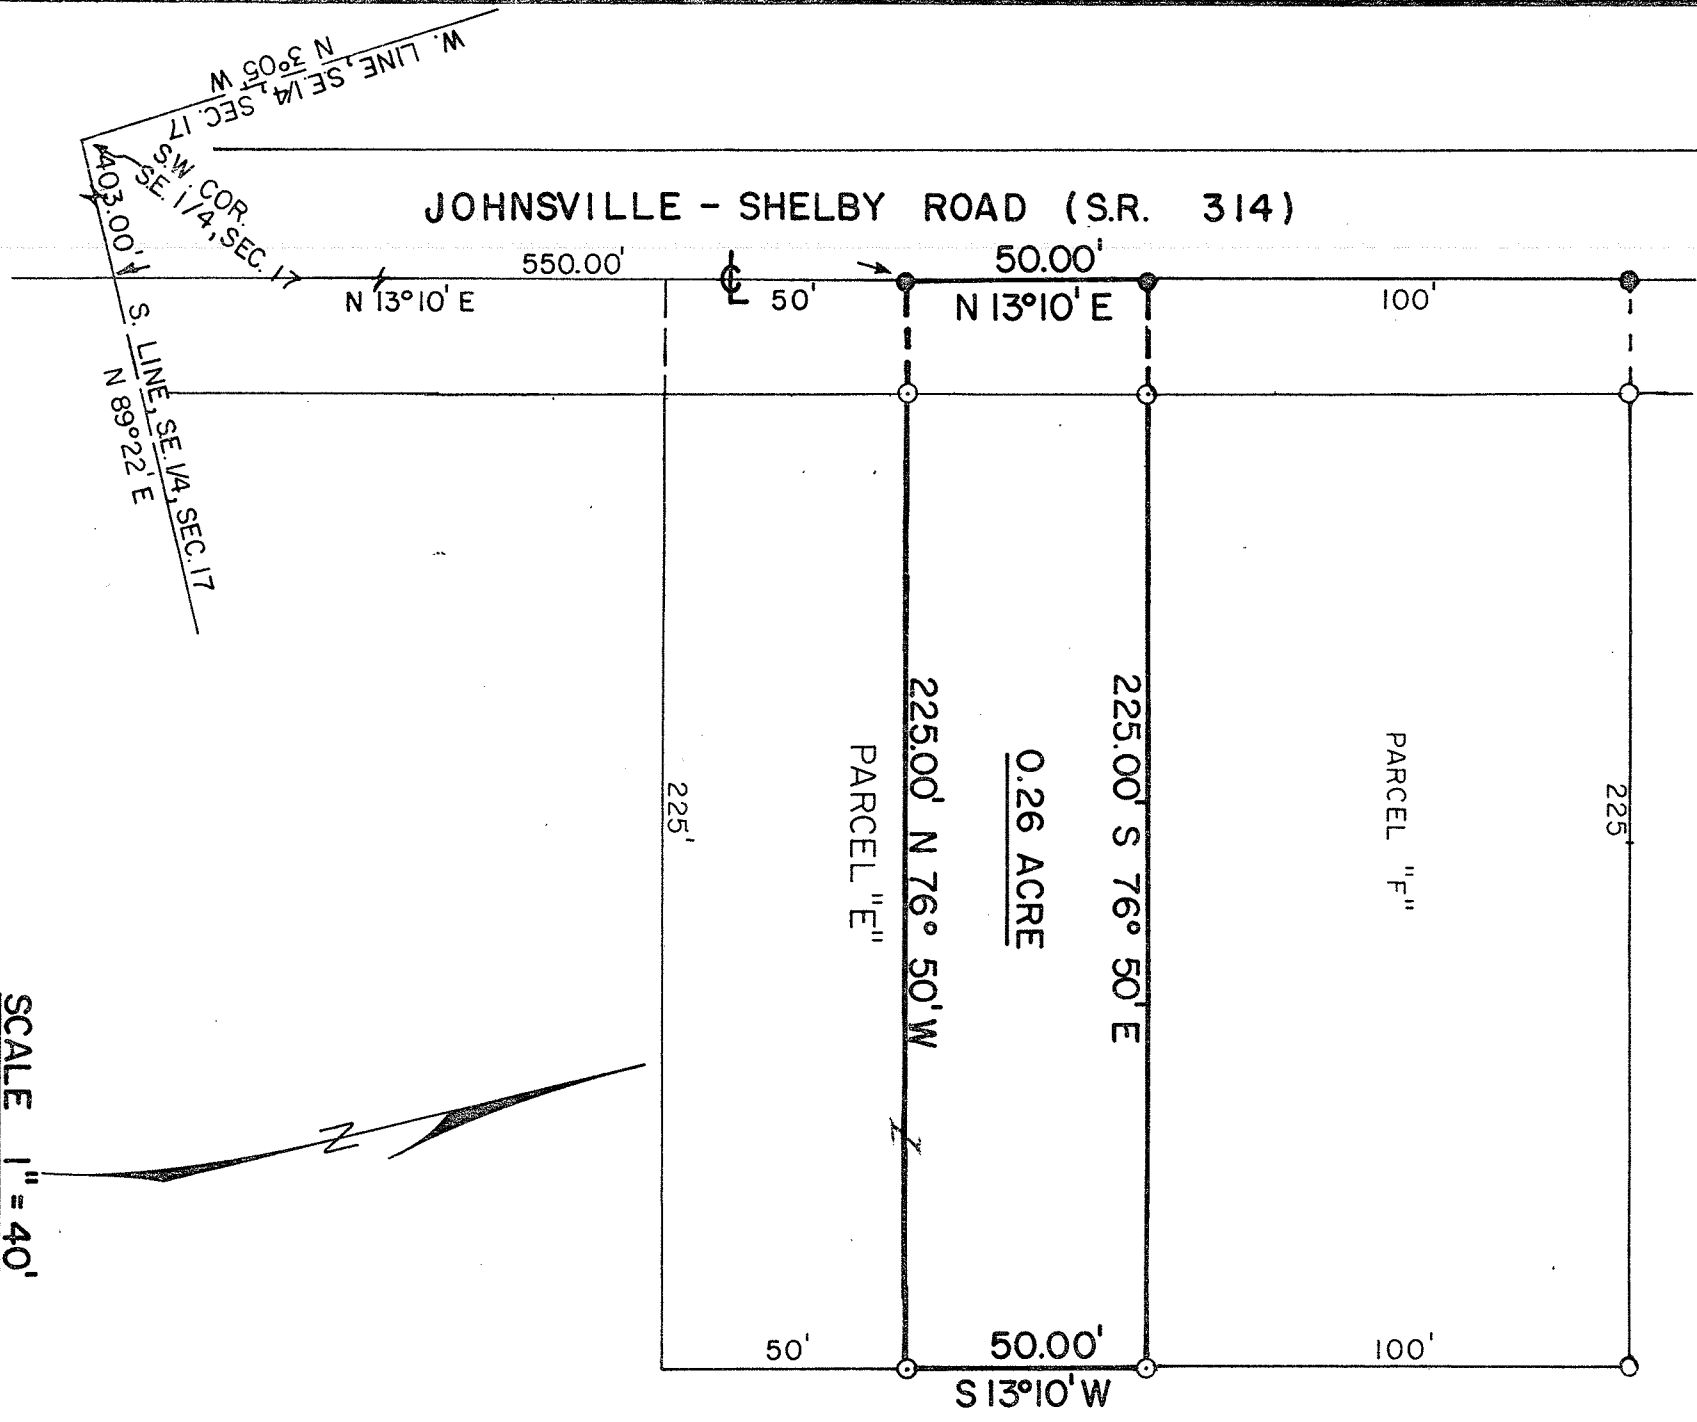 W. LINE, SE. 1/4, SEC. 17
N 3°05' W
S.W. COR.
S.E. 1/4, SEC. 17
403.00'
S. LINE, S.E. 1/4, SEC. 17
N 89°22' E
JOHNSVILLE - SHELBY ROAD (S.R. 314)
550.00'
N 13°10' E
℄
50'
50.00'
N 13°10' E
100'
225'
PARCEL "E"
225.00' N 76° 50' W
0.26 ACRE
225.00' S 76° 50' E
PARCEL "F"
225'
N
SCALE 1" = 40'
50'
50.00'
S 13°10' W
100'